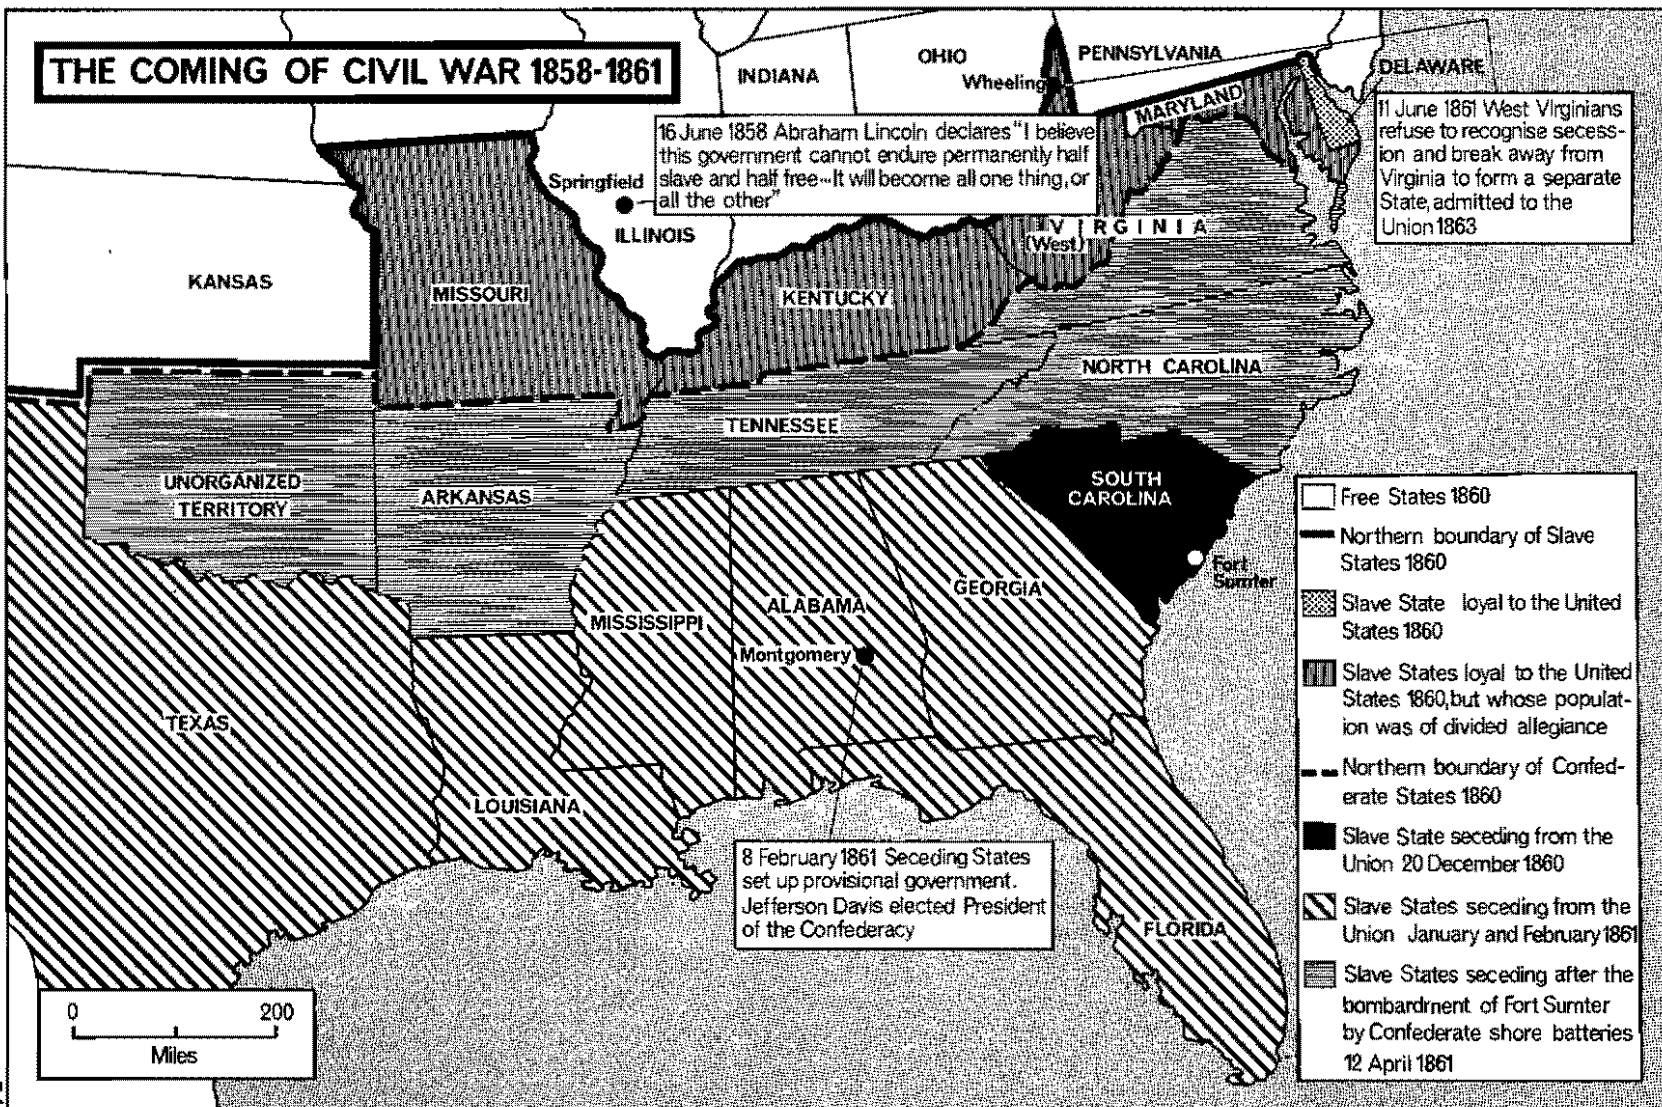 THE COMING OF CIVIL WAR 1858-1861
INDIANA
OHIO
PENNSYLVANIA
Wheeling
MARYLAND
DELAWARE
11 June 1861 West Virginians
refuse to recognise secess-
ion and break away from
Virginia to form a separate
State, admitted to the
Union 1863
16 June 1858 Abraham Lincoln declares "I believe
this government cannot endure permanently half
slave and half free--It will become all one thing, or
all the other"
Springfield
ILLINOIS
VIRGINIA
(West)
KANSAS
MISSOURI
KENTUCKY
NORTH CAROLINA
TENNESSEE
UNORGANIZED
TERRITORY
ARKANSAS
SOUTH
CAROLINA
Fort
Sumter
GEORGIA
ALABAMA
MISSISSIPPI
Montgomery
TEXAS
LOUISIANA
FLORIDA
8 February 1861 Seceding States
set up provisional government.
Jefferson Davis elected President
of the Confederacy
Free States 1860
Northern boundary of Slave
States 1860
Slave State loyal to the United
States 1860
Slave States loyal to the United
States 1860, but whose populat-
ion was of divided allegiance
Northern boundary of Confed-
erate States 1860
Slave State seceding from the
Union 20 December 1860
Slave States seceding from the
Union January and February 1861
Slave States seceding after the
bombardment of Fort Sumter
by Confederate shore batteries
12 April 1861
0 200
Miles